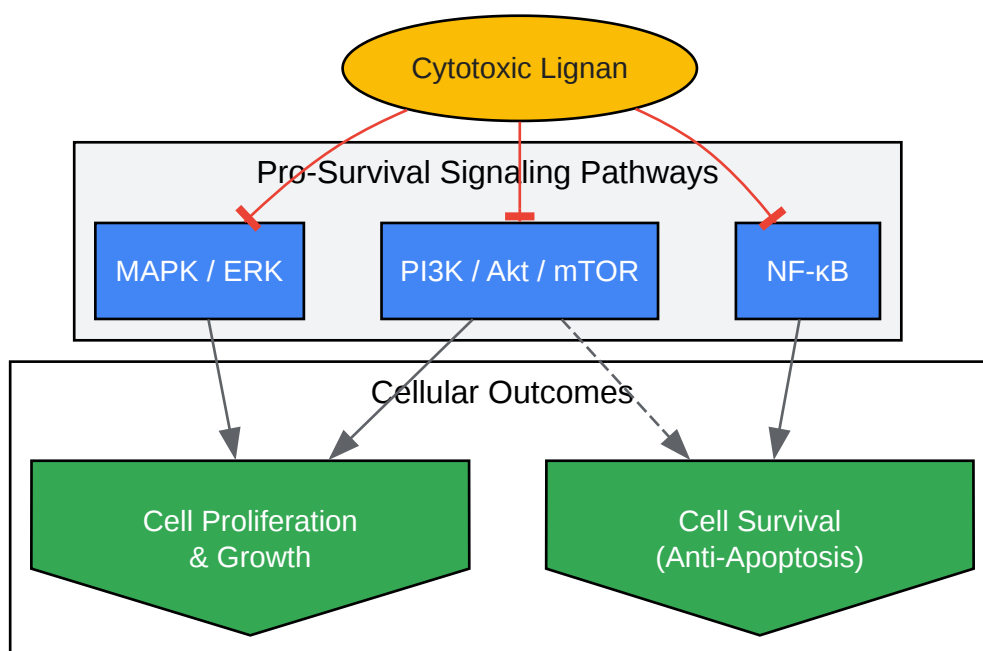 Cytotoxic Lignan
Pro-Survival Signaling Pathways
MAPK / ERK
PI3K / Akt / mTOR
NF-κB
Cellular Outcomes
Cell Proliferation
& Growth
Cell Survival
(Anti-Apoptosis)